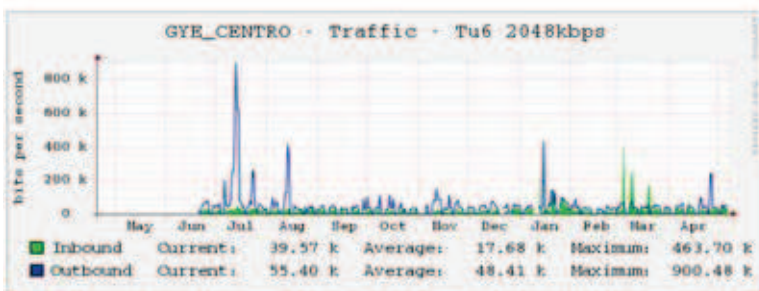 GYE_CENTRO - Traffic - Tu6 2048kbps
bits per second
800 k
600 k
400 k
200 k
0
May Jun Jul Aug Sep Oct Nov Dec Jan Feb Mar Apr
Inbound Current: 39.57 k Average: 17.68 k Maximum: 463.70 k
Outbound Current: 55.40 k Average: 48.41 k Maximum: 900.48 k